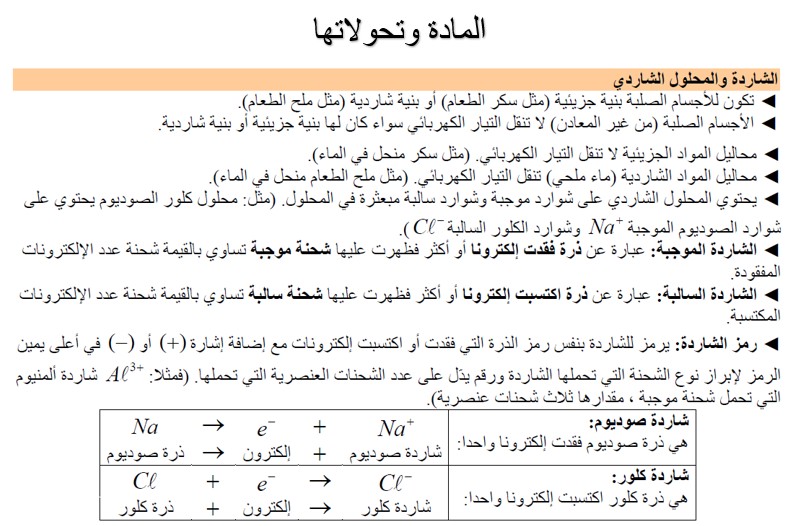 المادة وتحولاتها
الشاردة والمحلول الشاردي
◄ تكون للأجسام الصلبة بنية جزيئية (مثل سكر الطعام) أو بنية شاردية (مثل ملح الطعام).
◄ الأجسام الصلبة (من غير المعادن) لا تنقل التيار الكهربائي سواء كان لها بنية جزيئية أو بنية شاردية.
◄ محاليل المواد الجزيئية لا تنقل التيار الكهربائي. (مثل سكر منحل في الماء).
◄ محاليل المواد الشاردية (ماء ملحي) تنقل التيار الكهربائي. (مثل ملح الطعام منحل في الماء).
◄ يحتوي المحلول الشاردي على شوارد موجبة وشوارد سالبة مبعثرة في المحلول. (مثل: محلول كلور الصوديوم يحتوي على
شوارد الصوديوم الموجبة Na⁺ وشوارد الكلور السالبة Cℓ⁻).
◄ الشاردة الموجبة: عبارة عن ذرة فقدت إلكترونا أو أكثر فظهرت عليها شحنة موجبة تساوي بالقيمة شحنة عدد الإلكترونات
المفقودة.
◄ الشاردة السالبة: عبارة عن ذرة اكتسبت إلكترونا أو أكثر فظهرت عليها شحنة سالبة تساوي بالقيمة شحنة عدد الإلكترونات
المكتسبة.
◄ رمز الشاردة: يرمز للشاردة بنفس رمز الذرة التي فقدت أو اكتسبت إلكترونات مع إضافة إشارة (+) أو (−) في أعلى يمين
الرمز لإبراز نوع الشحنة التي تحملها الشاردة ورقم يدل على عدد الشحنات العنصرية التي تحملها. (فمثلا: Aℓ³⁺ شاردة ألمنيوم
التي تحمل شحنة موجبة ، مقدارها ثلاث شحنات عنصرية).
شاردة صوديوم:
هي ذرة صوديوم فقدت إلكترونا واحدا:
Na → e⁻ + Na⁺
شاردة صوديوم + إلكترون → ذرة صوديوم
شاردة كلور:
هي ذرة كلور اكتسبت إلكترونا واحدا:
Cℓ + e⁻ → Cℓ⁻
شاردة كلور → إلكترون + ذرة كلور